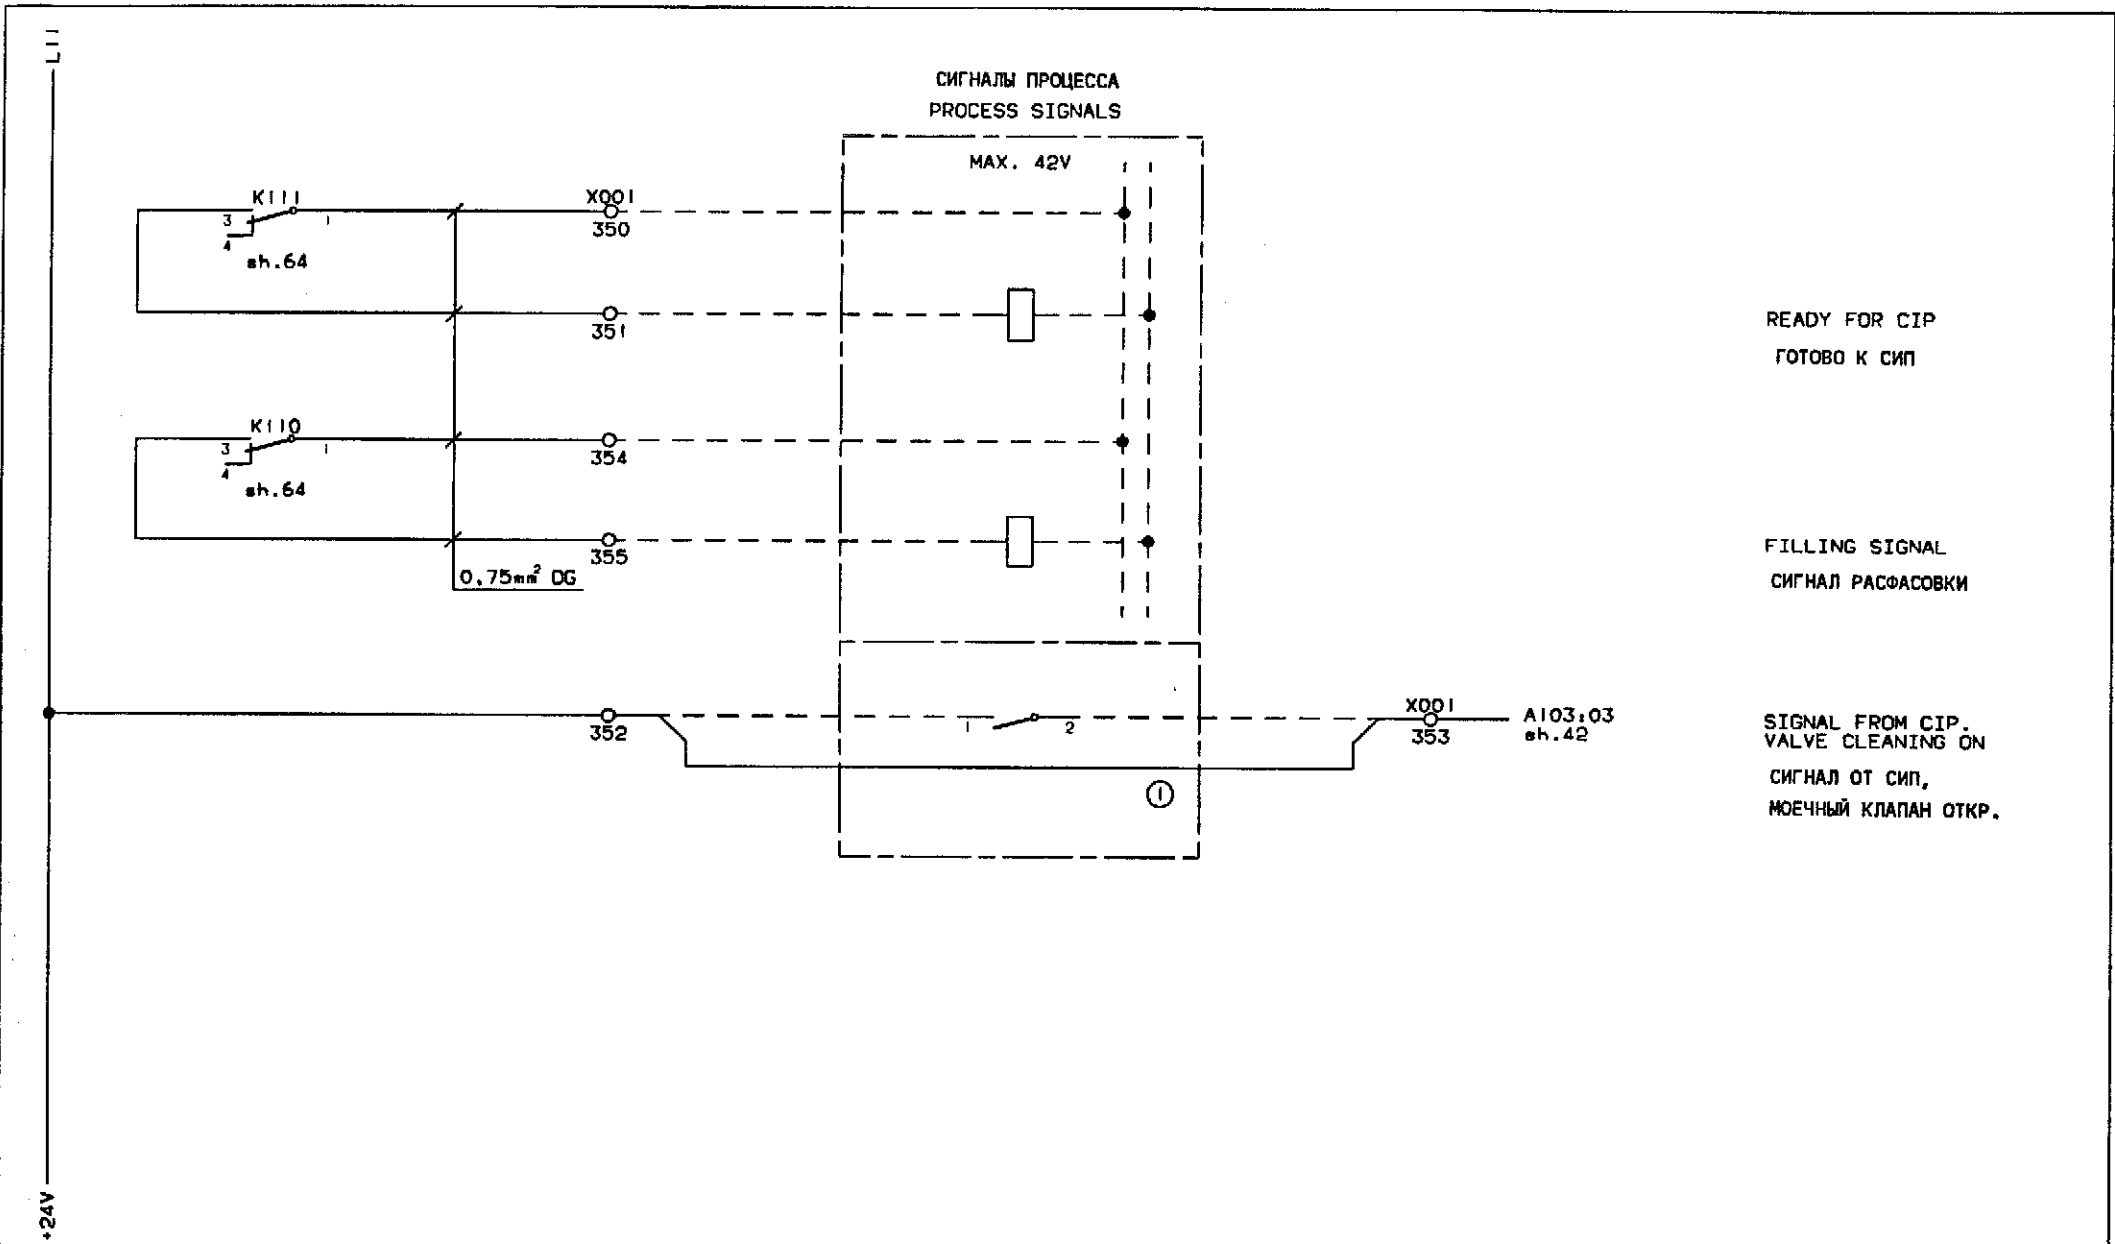 L11
СИГНАЛЫ ПРОЦЕССА
PROCESS SIGNALS
MAX. 42V
K111
3 1
4
sh.64
X001
350
351
READY FOR CIP
ГОТОВО К СИП
K110
3 1
4
sh.64
354
355
0.75mm² DG
FILLING SIGNAL
СИГНАЛ РАСФАСОВКИ
352
1 2
X001
353
A103:03
sh.42
SIGNAL FROM CIP.
VALVE CLEANING ON
СИГНАЛ ОТ СИП,
МОЕЧНЫЙ КЛАПАН ОТКР.
1
+24V